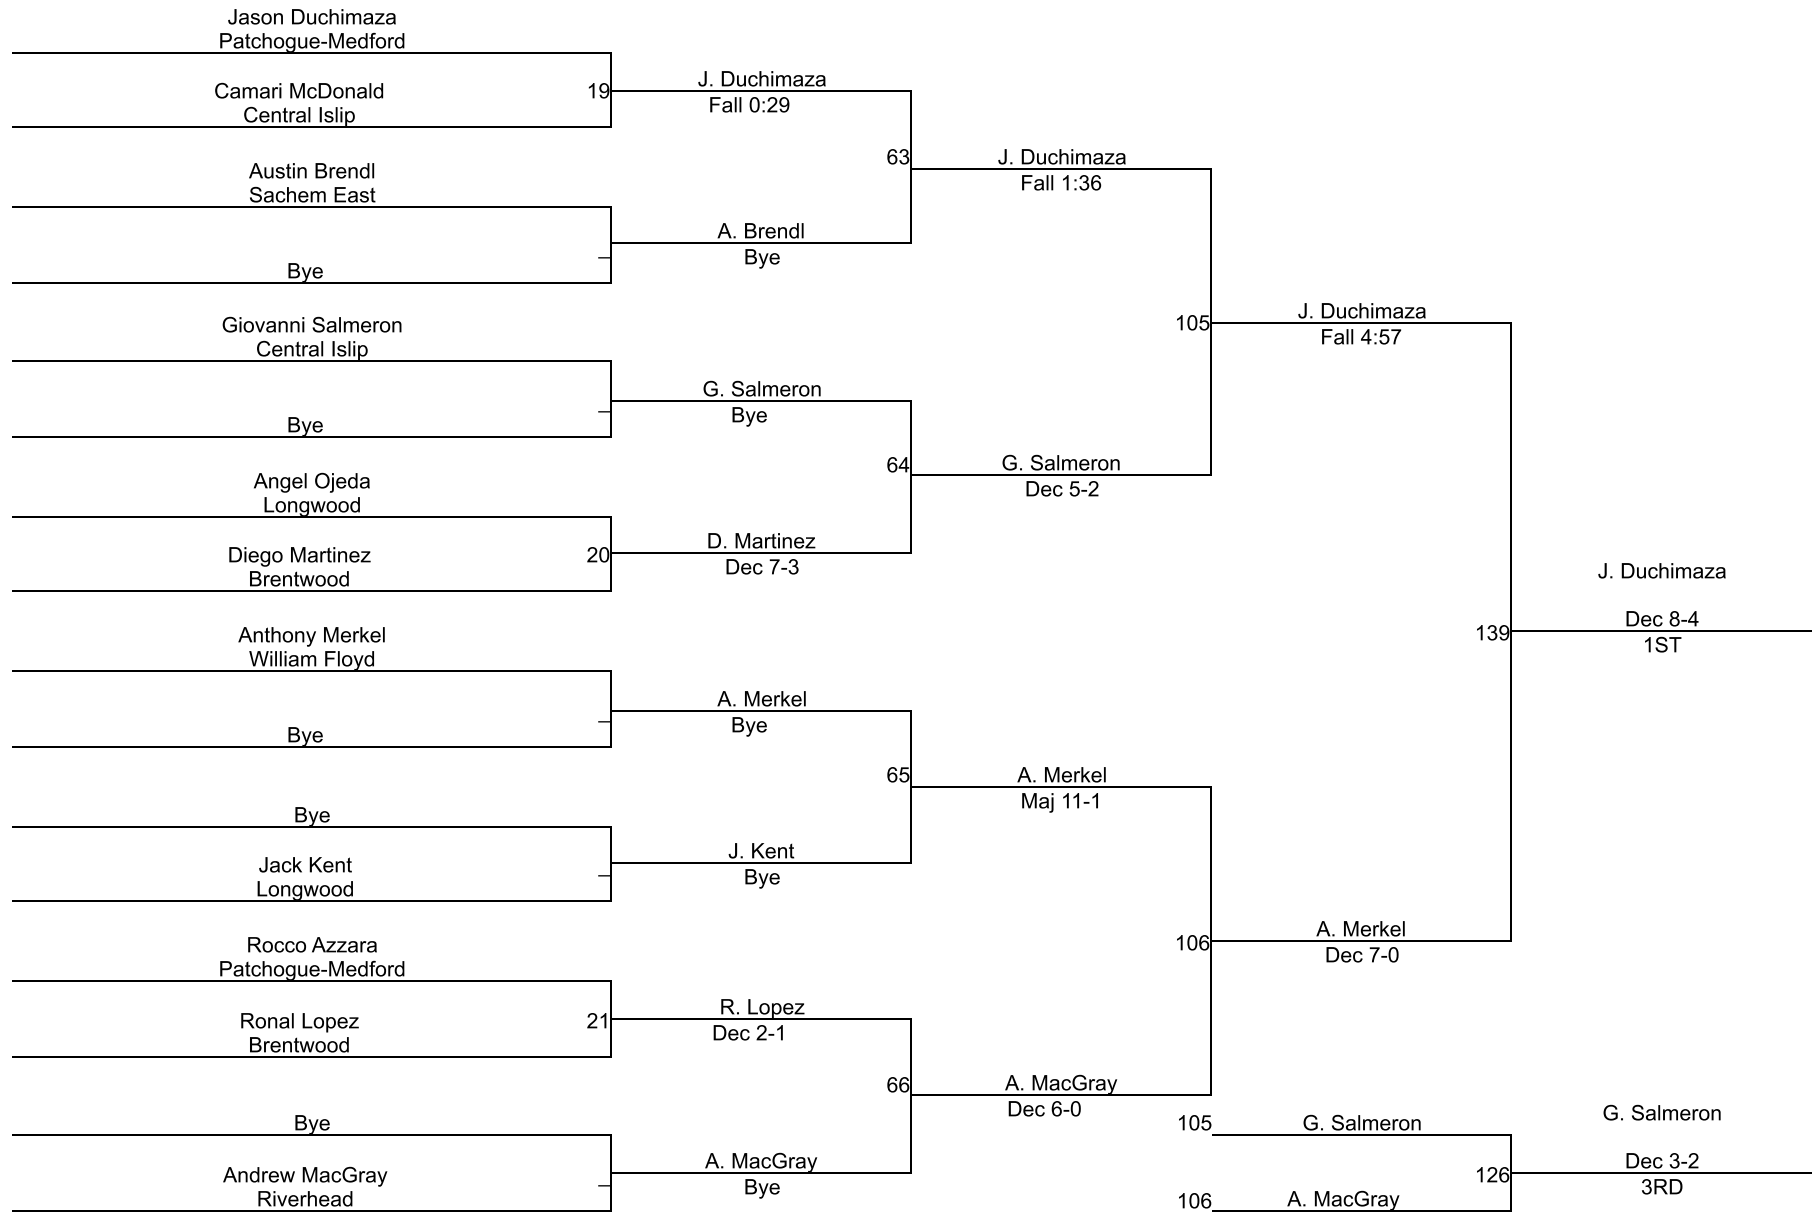 Jason Duchimaza
Patchogue-Medford
Camari McDonald
Central Islip
19
Austin Brendl
Sachem East
Bye
Giovanni Salmeron
Central Islip
Bye
Angel Ojeda
Longwood
Diego Martinez
Brentwood
20
Anthony Merkel
William Floyd
Bye
Bye
Jack Kent
Longwood
Rocco Azzara
Patchogue-Medford
Ronal Lopez
Brentwood
21
Bye
Andrew MacGray
Riverhead
J. Duchimaza
Fall 0:29
63
A. Brendl
Bye
G. Salmeron
Bye
64
D. Martinez
Dec 7-3
A. Merkel
Bye
65
J. Kent
Bye
R. Lopez
Dec 2-1
66
A. MacGray
Bye
J. Duchimaza
Fall 1:36
105
G. Salmeron
Dec 5-2
A. Merkel
Maj 11-1
106
A. MacGray
Dec 6-0
J. Duchimaza
Fall 4:57
139
A. Merkel
Dec 7-0
J. Duchimaza
Dec 8-4
1ST
105
G. Salmeron
126
106
A. MacGray
G. Salmeron
Dec 3-2
3RD